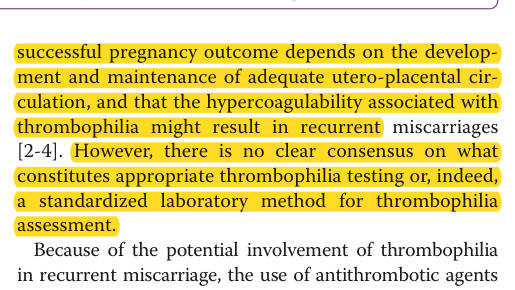 successful pregnancy outcome depends on the develop-
ment and maintenance of adequate utero-placental cir-
culation, and that the hypercoagulability associated with
thrombophilia might result in recurrent miscarriages
[2-4]. However, there is no clear consensus on what
constitutes appropriate thrombophilia testing or, indeed,
a standardized laboratory method for thrombophilia
assessment.
Because of the potential involvement of thrombophilia
in recurrent miscarriage, the use of antithrombotic agents